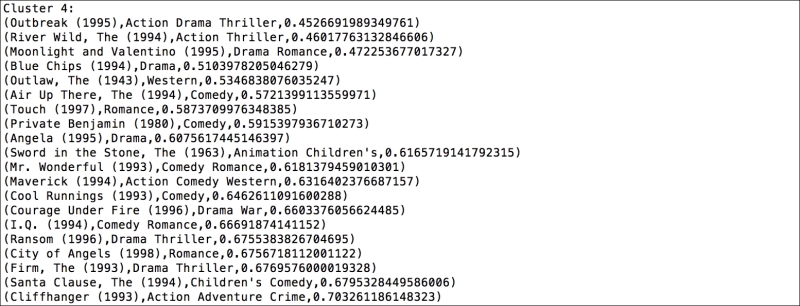 Cluster 4:
(Outbreak (1995),Action Drama Thriller,0.4526691989349761)
(River Wild, The (1994),Action Thriller,0.46017763132846606)
(Moonlight and Valentino (1995),Drama Romance,0.472253677017327)
(Blue Chips (1994),Drama,0.5103978205046279)
(Outlaw, The (1943),Western,0.5346838076035247)
(Air Up There, The (1994),Comedy,0.5721399113559971)
(Touch (1997),Romance,0.5873709976348385)
(Private Benjamin (1980),Comedy,0.5915397936710273)
(Angela (1995),Drama,0.6075617445146397)
(Sword in the Stone, The (1963),Animation Children's,0.6165719141792315)
(Mr. Wonderful (1993),Comedy Romance,0.6181379459010301)
(Maverick (1994),Action Comedy Western,0.6316402376687157)
(Cool Runnings (1993),Comedy,0.6462611091600288)
(Courage Under Fire (1996),Drama War,0.6603376056624485)
(I.Q. (1994),Comedy Romance,0.66691874141152)
(Ransom (1996),Drama Thriller,0.6755383826704695)
(City of Angels (1998),Romance,0.6756718112001122)
(Firm, The (1993),Drama Thriller,0.6769576000019328)
(Santa Clause, The (1994),Children's Comedy,0.6795328449586006)
(Cliffhanger (1993),Action Adventure Crime,0.703261186148323)